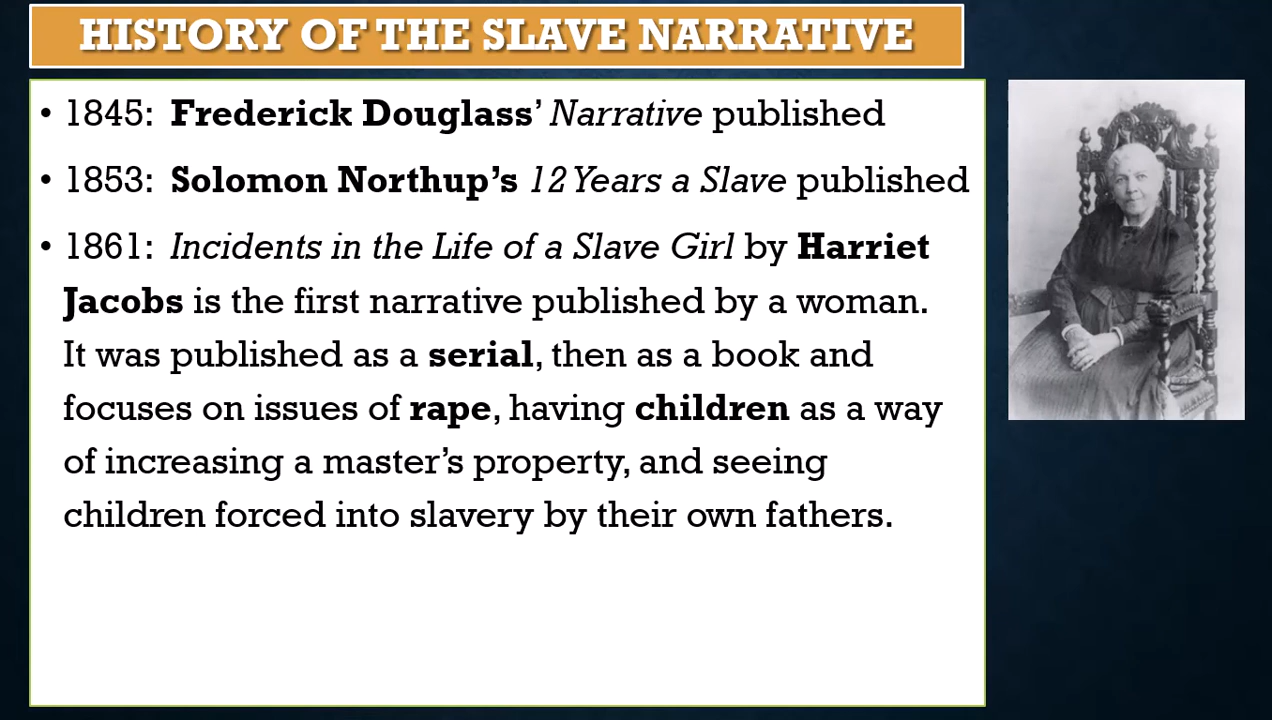 HISTORY OF THE SLAVE NARRATIVE
• 1845: Frederick Douglass’ Narrative published
• 1853: Solomon Northup’s 12 Years a Slave published
• 1861: Incidents in the Life of a Slave Girl by Harriet
Jacobs is the first narrative published by a woman.
It was published as a serial, then as a book and
focuses on issues of rape, having children as a way
of increasing a master’s property, and seeing
children forced into slavery by their own fathers.